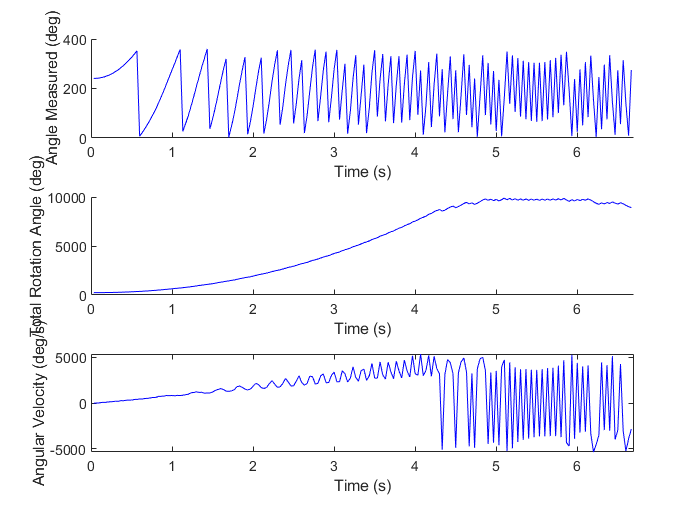 Angle Measured (deg)
400
200
0
0 1 2 3 4 5 6
Time (s)
Total Rotation Angle (deg)
10000
5000
0
0 1 2 3 4 5 6
Time (s)
Angular Velocity (deg/s)
5000
0
-5000
0 1 2 3 4 5 6
Time (s)